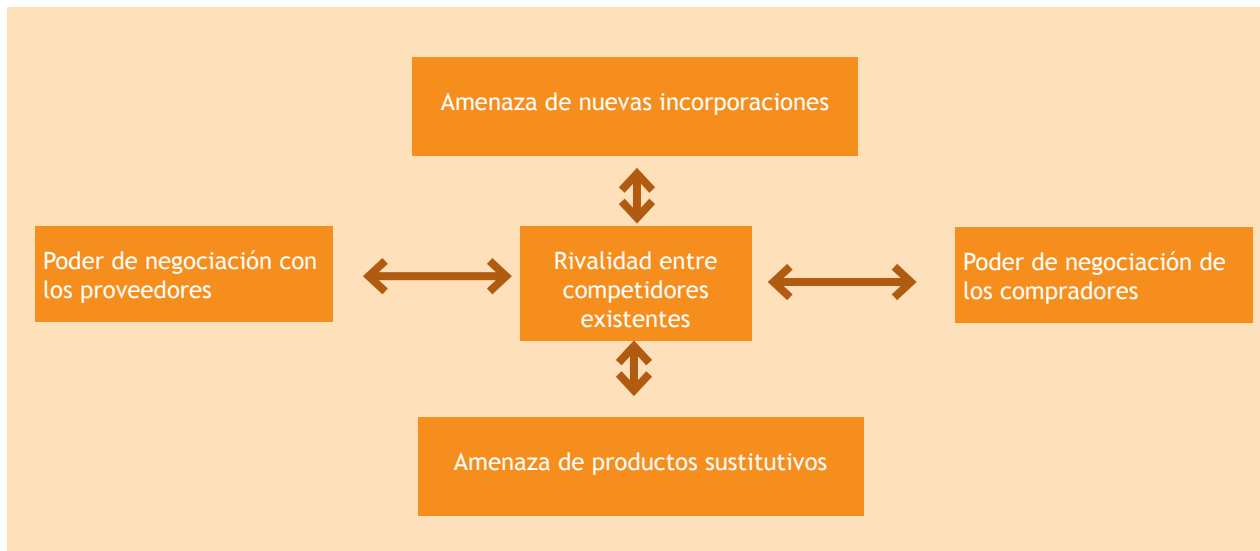 Amenaza de nuevas incorporaciones
Poder de negociación con
los proveedores
Rivalidad entre
competidores
existentes
Poder de negociación de
los compradores
Amenaza de productos sustitutivos